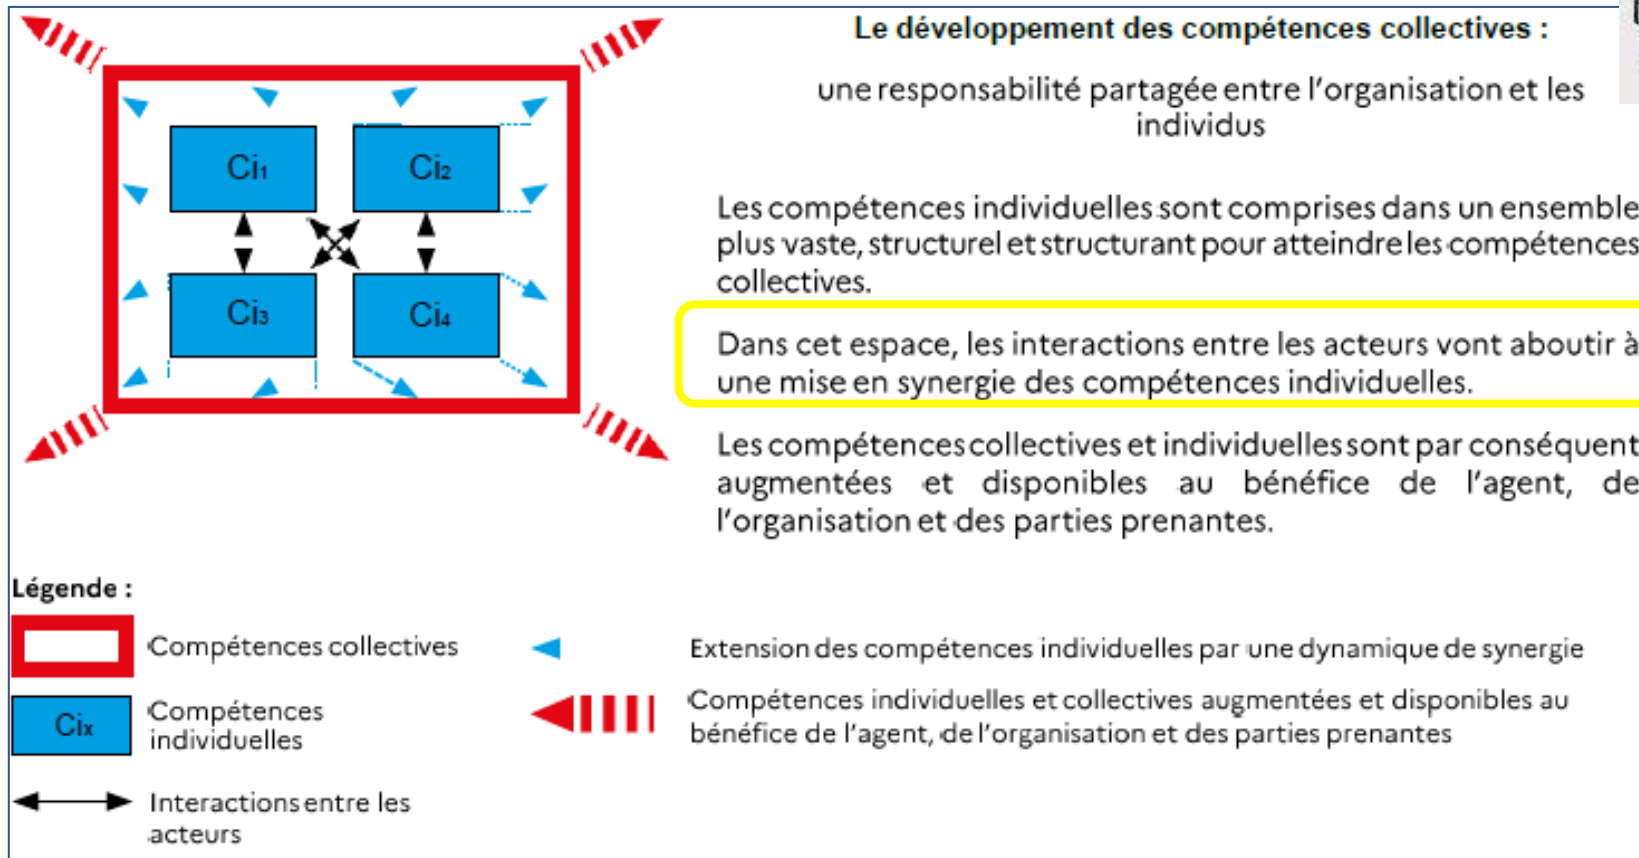 Le développement des compétences collectives :
une responsabilité partagée entre l'organisation et les
individus
Ci1
Ci2
Ci3
Ci4
Les compétences individuelles sont comprises dans un ensemble
plus vaste, structurel et structurant pour atteindre les compétences
collectives.
Dans cet espace, les interactions entre les acteurs vont aboutir à
une mise en synergie des compétences individuelles.
Les compétences collectives et individuelles sont par conséquent
augmentées et disponibles au bénéfice de l'agent, de
l'organisation et des parties prenantes.
Légende :
Compétences collectives
Extension des compétences individuelles par une dynamique de synergie
Cix
Compétences
individuelles
Compétences individuelles et collectives augmentées et disponibles au
bénéfice de l'agent, de l'organisation et des parties prenantes
Interactions entre les
acteurs